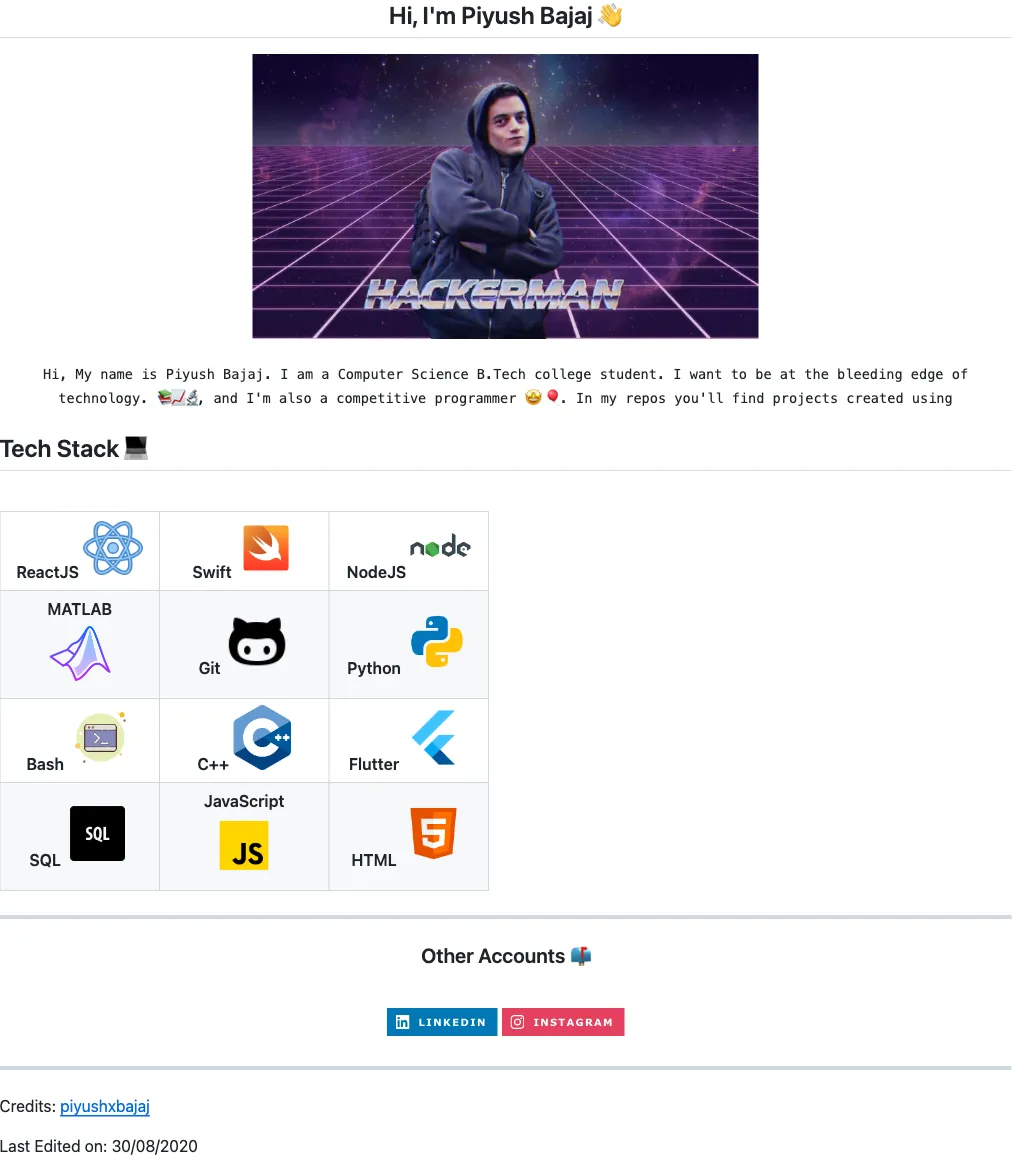 Hi, I'm Piyush Bajaj 👋
HACKERMAN
Hi, My name is Piyush Bajaj. I am a Computer Science B.Tech college student. I want to be at the bleeding edge of
technology. 📚📈🔬, and I'm also a competitive programmer 🤩🎈. In my repos you'll find projects created using
Tech Stack 💻
ReactJS
Swift
node
NodeJS
MATLAB
Git
Python
Bash
C++
C++
Flutter
SQL
SQL
JavaScript
JS
5
HTML
Other Accounts 📫
LINKEDIN
INSTAGRAM
Credits: piyushxbajaj
Last Edited on: 30/08/2020